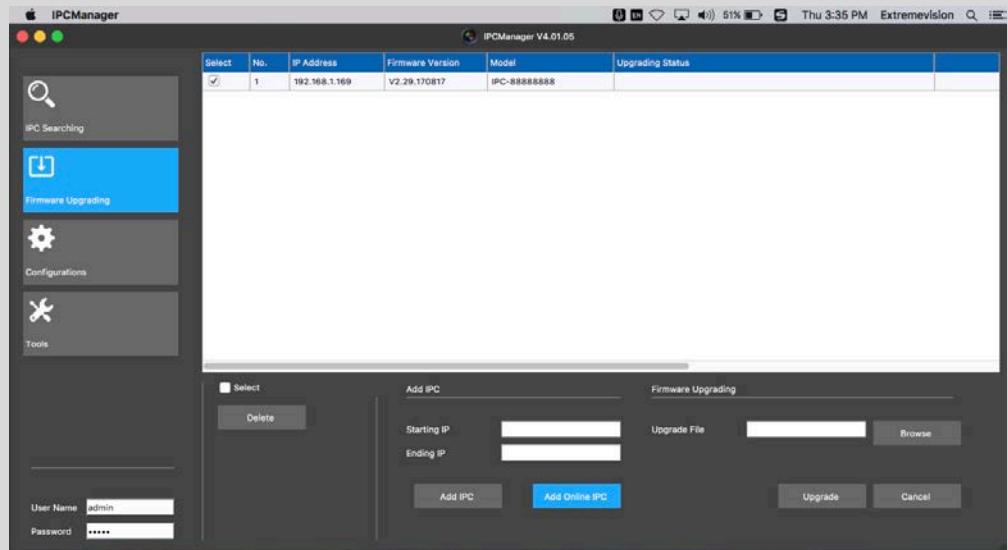 IPCManager
51%
Thu 3:35 PM Extremevision
IPCManager V4.01.05
Select No. IP Address Firmware Version Model Upgrading Status
1 192.168.1.169 V2.29.170817 IPC-88888888
IPC Searching
Firmware Upgrading
Configurations
Tools
Select
Delete
Add IPC
Starting IP
Ending IP
Add IPC Add Online IPC
Firmware Upgrading
Upgrade File
Browse
Upgrade Cancel
User Name admin
Password •••••